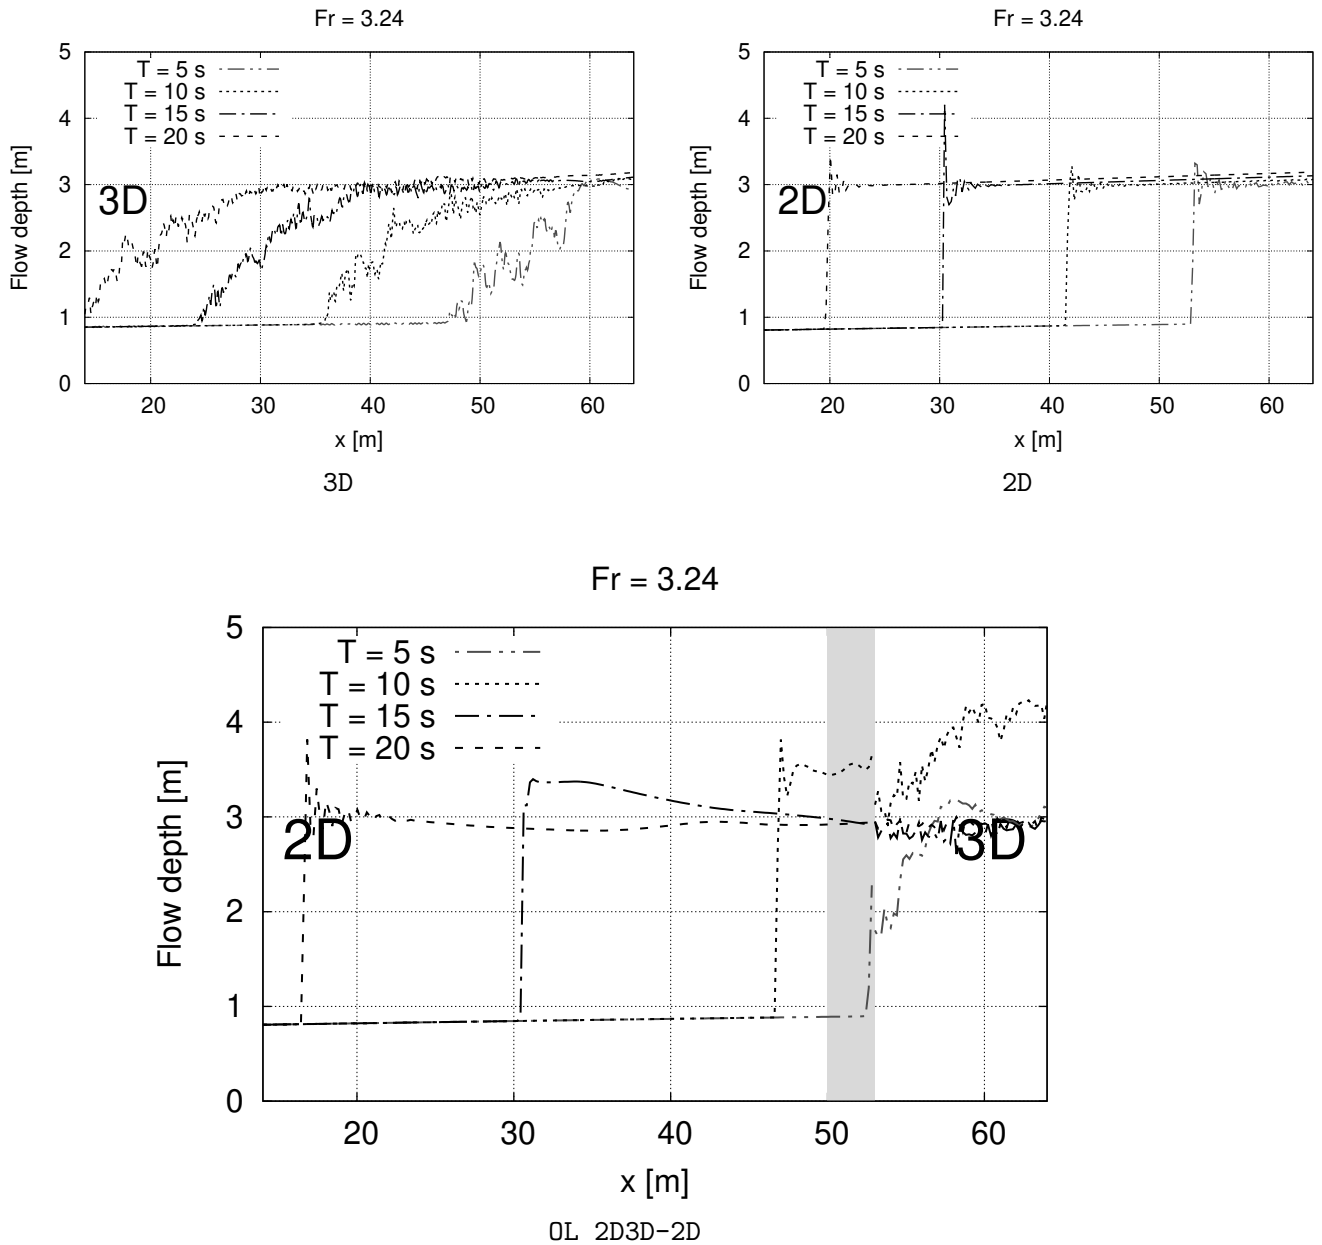 Fr = 3.24
5
4
3
2
1
0
Flow depth [m]
T = 5 s
T = 10 s
T = 15 s
T = 20 s
3D
20 30 40 50 60
x [m]
3D
Fr = 3.24
5
4
3
2
1
0
Flow depth [m]
T = 5 s
T = 10 s
T = 15 s
T = 20 s
2D
20 30 40 50 60
x [m]
2D
Fr = 3.24
5
4
3
2
1
0
Flow depth [m]
T = 5 s
T = 10 s
T = 15 s
T = 20 s
2D 3D
20 30 40 50 60
x [m]
OL 2D3D-2D